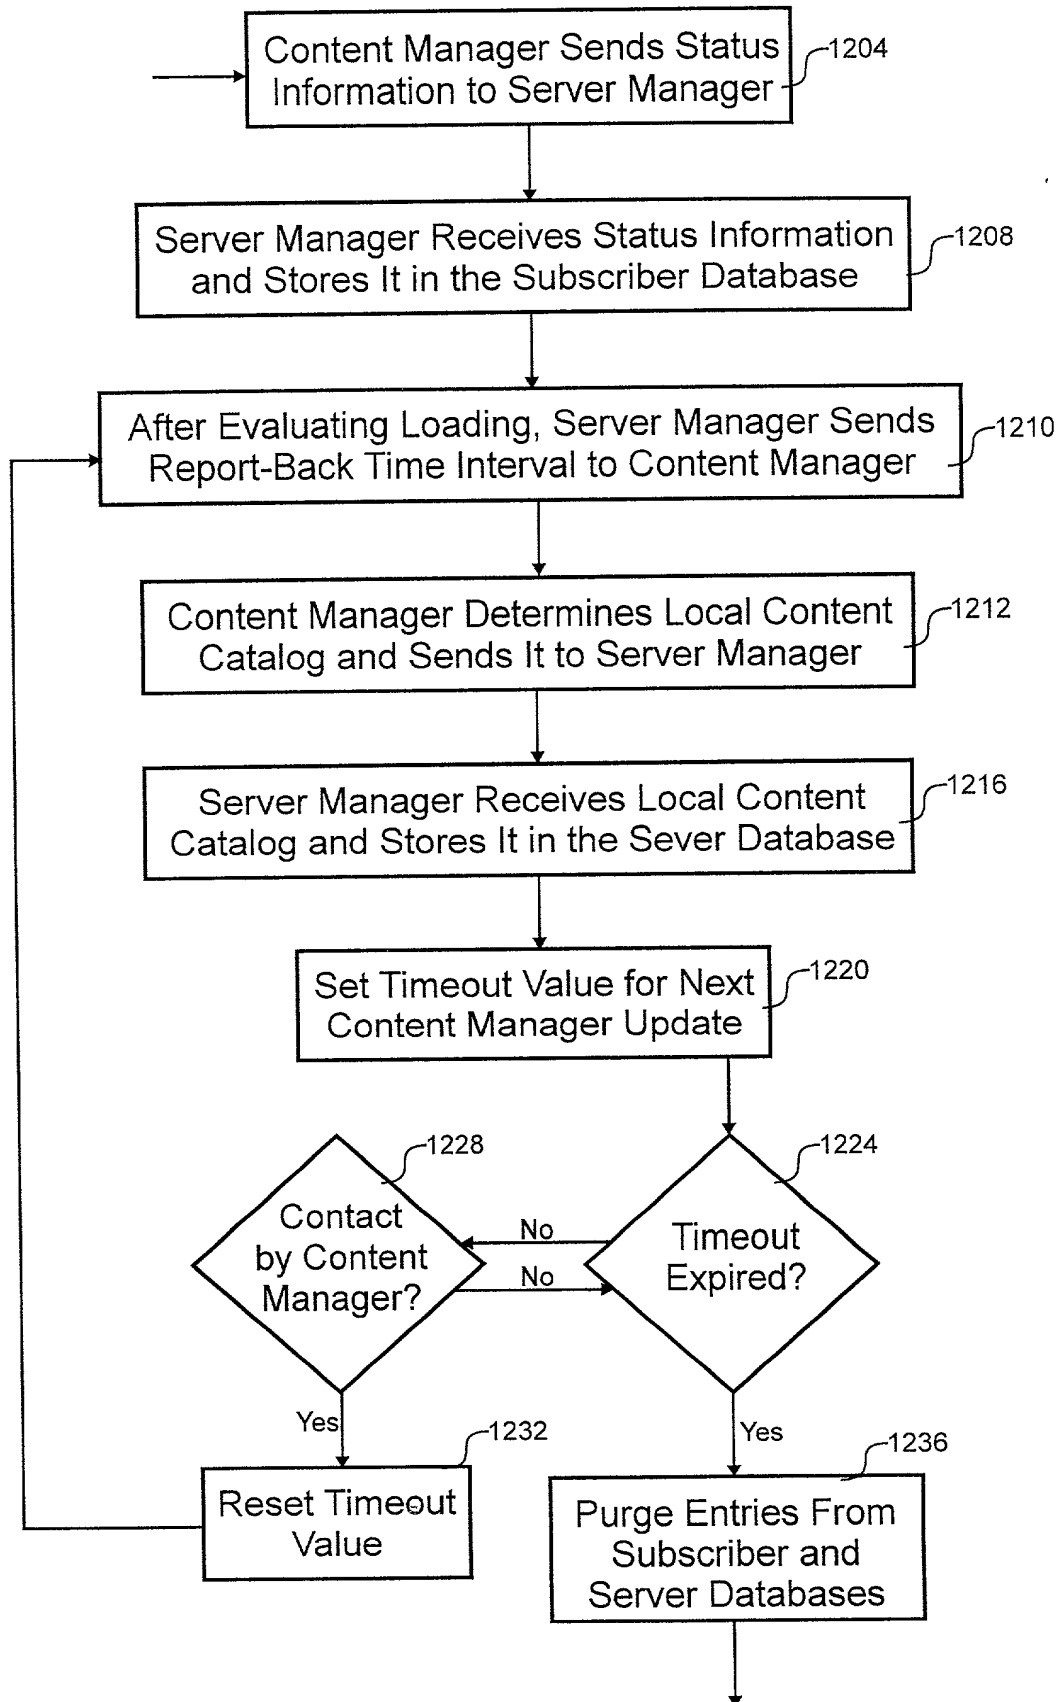 Content Manager Sends Status
Information to Server Manager
1204
Server Manager Receives Status Information
and Stores It in the Subscriber Database
1208
After Evaluating Loading, Server Manager Sends
Report-Back Time Interval to Content Manager
1210
Content Manager Determines Local Content
Catalog and Sends It to Server Manager
1212
Server Manager Receives Local Content
Catalog and Stores It in the Sever Database
1216
Set Timeout Value for Next
Content Manager Update
1220
1228
Contact
by Content
Manager?
No
No
1224
Timeout
Expired?
Yes
1232
Reset Timeout
Value
Yes
1236
Purge Entries From
Subscriber and
Server Databases